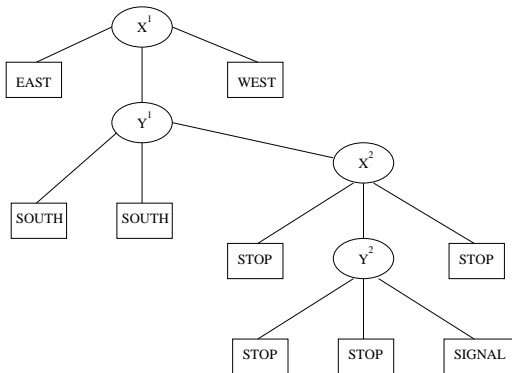 X¹
EAST
WEST
Y¹
X²
SOUTH
SOUTH
STOP
Y²
STOP
STOP
STOP
SIGNAL